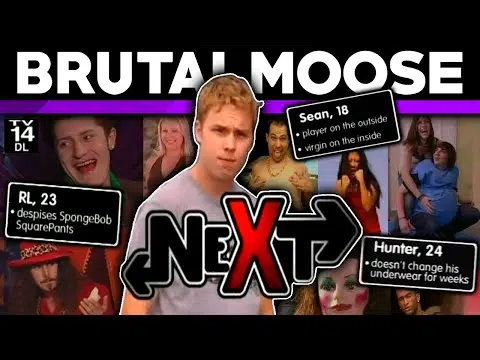 BRUTALMOOSE
TV
14
DL
Sean, 18
• player on the outside
• virgin on the inside
RL, 23
• despises SpongeBob
SquarePants
NEXT
Hunter, 24
• doesn't change his
underwear for weeks